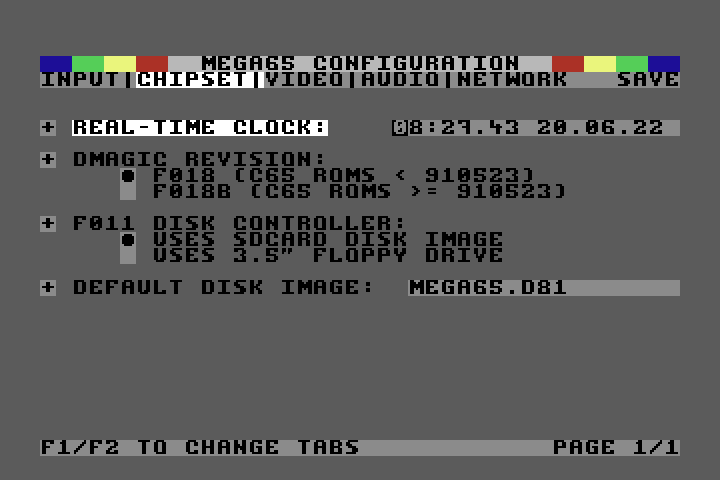 MEGA65 CONFIGURATION
INPUT|CHIPSET|VIDEO|AUDIO|NETWORK SAVE
+ REAL-TIME CLOCK: 08:27.43 20.06.22
+ DMAGIC REVISION:
● F018 (C65 ROMS < 910523)
F018B (C65 ROMS >= 910523)
+ F011 DISK CONTROLLER:
● USES SDCARD DISK IMAGE
USES 3.5" FLOPPY DRIVE
+ DEFAULT DISK IMAGE: MEGA65.D81
F1/F2 TO CHANGE TABS PAGE 1/1